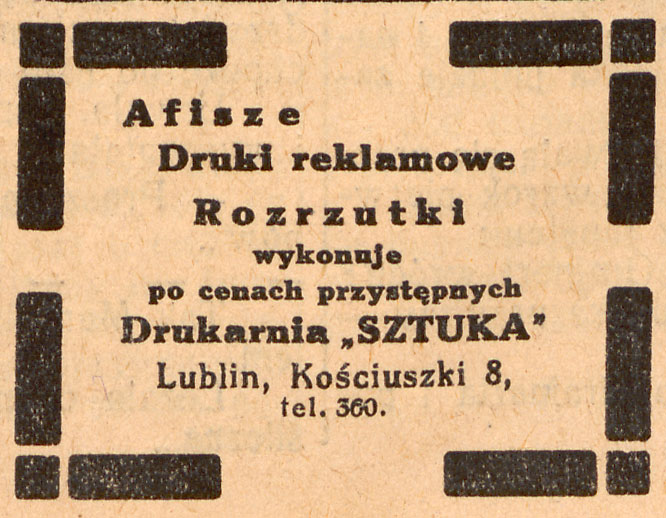 Afisze
Druki reklamowe
Rozrzutki
wykonuje
po cenach przystępnych
Drukarnia „SZTUKA”
Lublin, Kościuszki 8,
tel. 360.